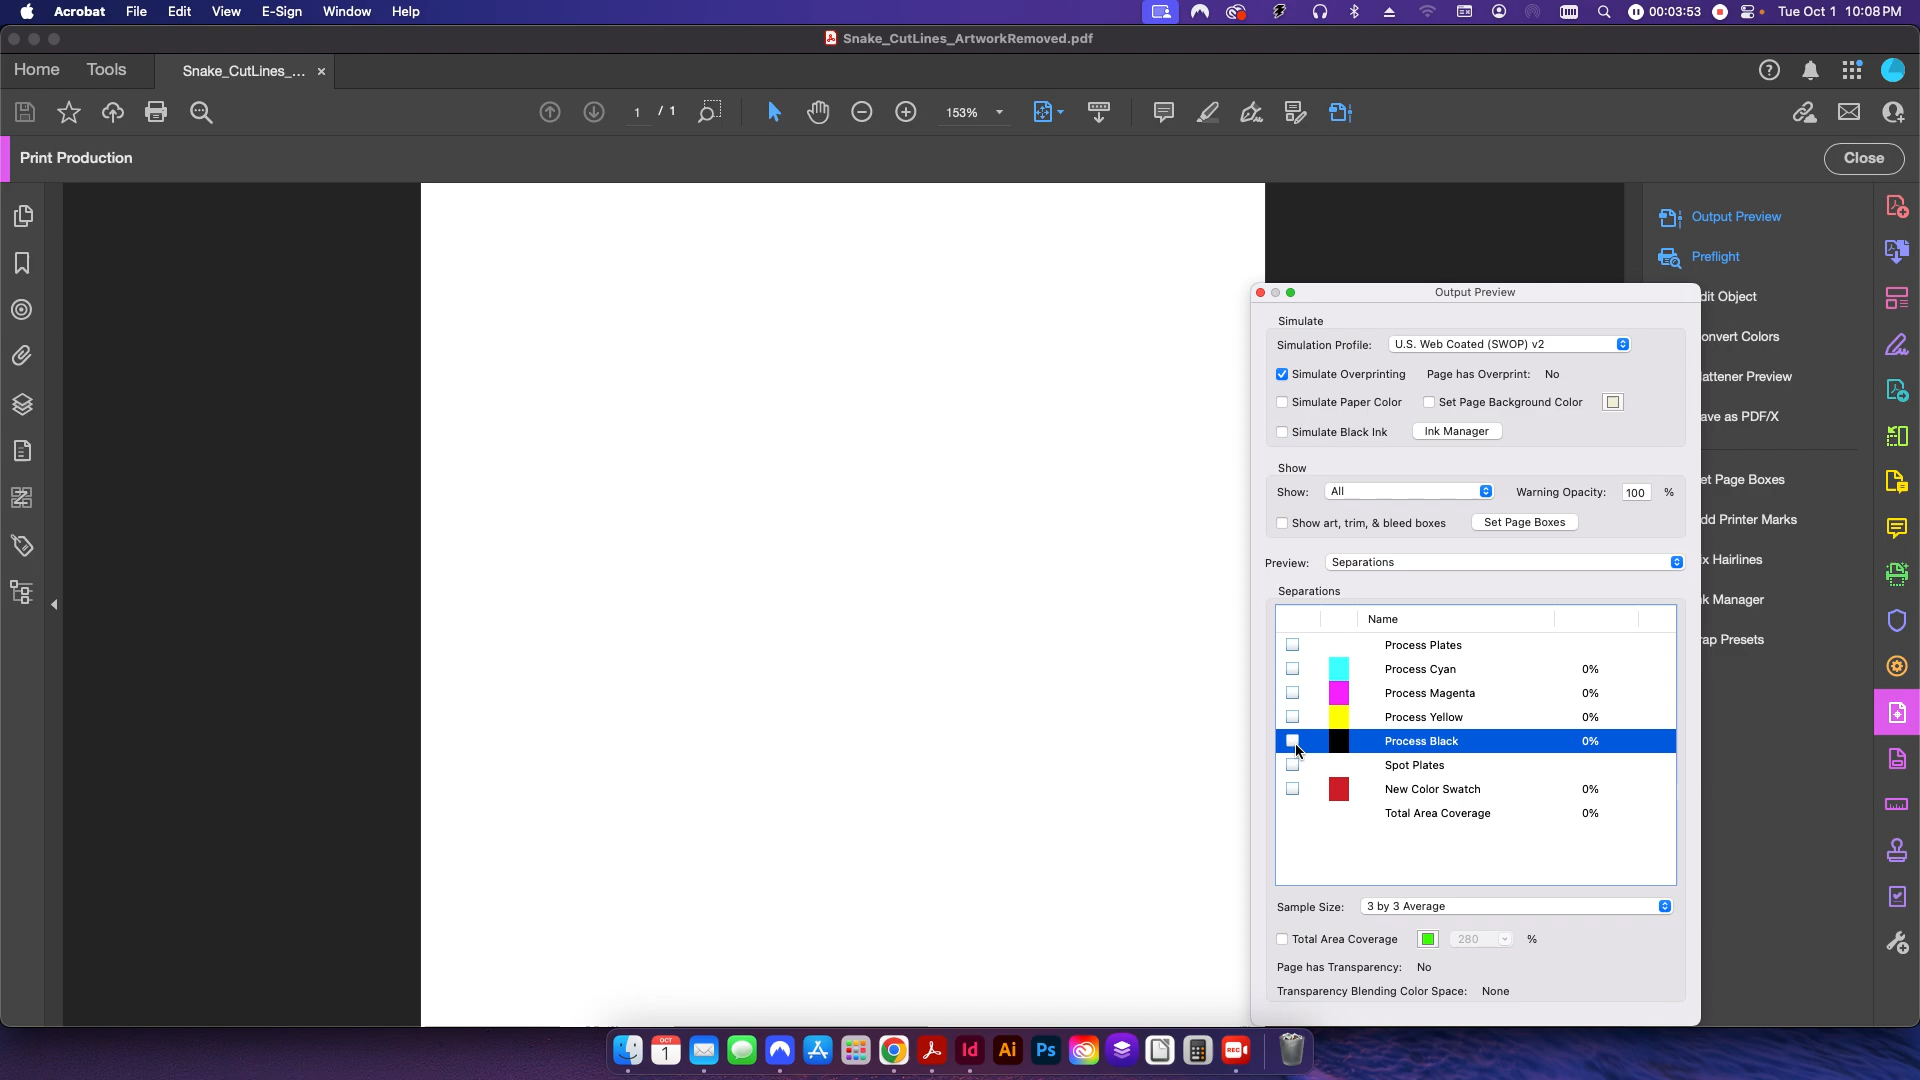 Acrobat File Edit View E-Sign Window Help 00:03:53 Tue Oct 1 10:08 PM
Snake_CutLines_ArtworkRemoved.pdf
Home Tools Snake_CutLines_... ×
1 / 1 153%
Print Production Close
Output Preview
Preflight
Output Preview
Simulate
Simulation Profile: U.S. Web Coated (SWOP) v2
Simulate Overprinting Page has Overprint: No
Simulate Paper Color Set Page Background Color
Simulate Black Ink Ink Manager
Show
Show: All Warning Opacity: 100 %
Show art, trim, & bleed boxes Set Page Boxes
Preview: Separations
Separations
Name
Process Plates
Process Cyan 0%
Process Magenta 0%
Process Yellow 0%
Process Black 0%
Spot Plates
New Color Swatch 0%
Total Area Coverage 0%
Sample Size: 3 by 3 Average
Total Area Coverage 280 %
Page has Transparency: No
Transparency Blending Color Space: None
dit Object
onvert Colors
attener Preview
ave as PDF/X
et Page Boxes
dd Printer Marks
x Hairlines
k Manager
rap Presets
OCT
1
Id Ai Ps REC